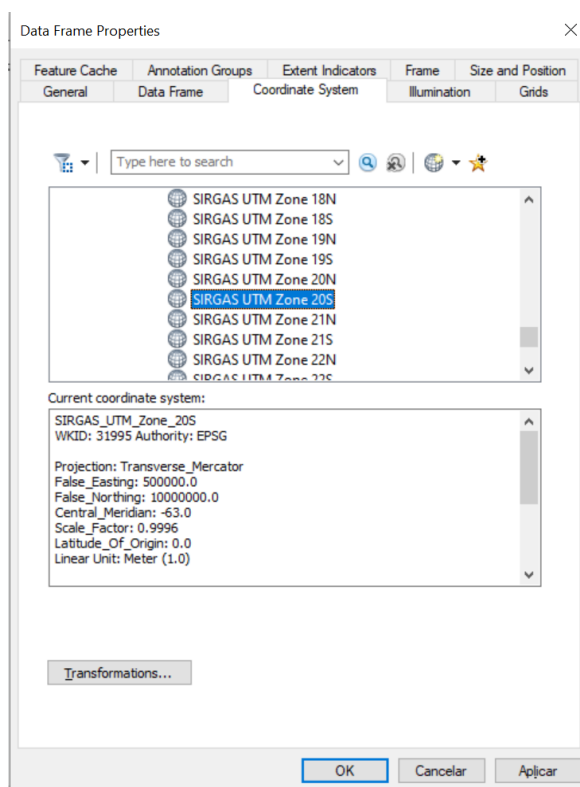 Data Frame Properties
Feature Cache Annotation Groups Extent Indicators Frame Size and Position
General Data Frame Coordinate System Illumination Grids
Type here to search
SIRGAS UTM Zone 18N
SIRGAS UTM Zone 18S
SIRGAS UTM Zone 19N
SIRGAS UTM Zone 19S
SIRGAS UTM Zone 20N
SIRGAS UTM Zone 20S
SIRGAS UTM Zone 21N
SIRGAS UTM Zone 21S
SIRGAS UTM Zone 22N
SIRGAS UTM Zone 22S
Current coordinate system:
SIRGAS_UTM_Zone_20S
WKID: 31995 Authority: EPSG
Projection: Transverse_Mercator
False_Easting: 500000.0
False_Northing: 10000000.0
Central_Meridian: -63.0
Scale_Factor: 0.9996
Latitude_Of_Origin: 0.0
Linear Unit: Meter (1.0)
Transformations...
OK Cancelar Aplicar